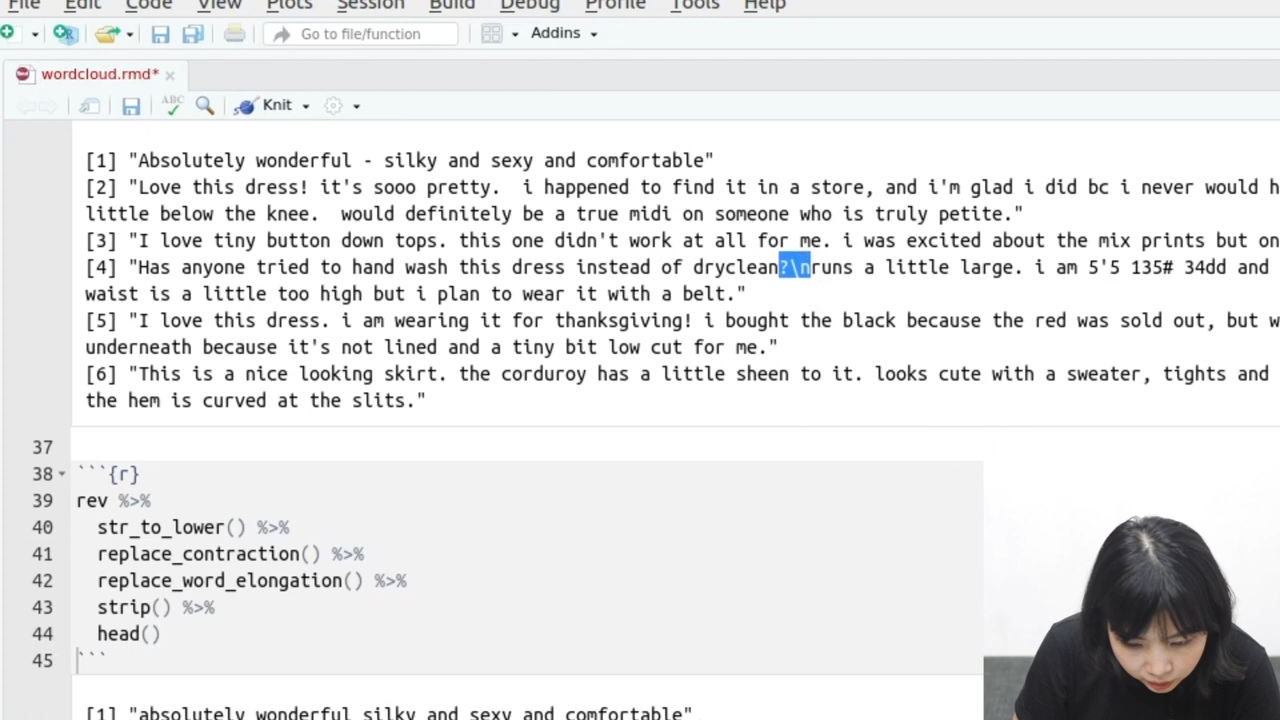 File Edit Code View Plots Session Build Debug Profile Tools Help
Go to file/function Addins
wordcloud.rmd*
ABC Knit
[1] "Absolutely wonderful - silky and sexy and comfortable"
[2] "Love this dress! it's sooo pretty.  i happened to find it in a store, and i'm glad i did bc i never would h
little below the knee.  would definitely be a true midi on someone who is truly petite."
[3] "I love tiny button down tops. this one didn't work at all for me. i was excited about the mix prints but on
[4] "Has anyone tried to hand wash this dress instead of dryclean?\nruns a little large. i am 5'5 135# 34dd and
waist is a little too high but i plan to wear it with a belt."
[5] "I love this dress. i am wearing it for thanksgiving! i bought the black because the red was sold out, but w
underneath because it's not lined and a tiny bit low cut for me."
[6] "This is a nice looking skirt. the corduroy has a little sheen to it. looks cute with a sweater, tights and
the hem is curved at the slits."
37
38 ```{r}
39 rev %>%
40 str_to_lower() %>%
41 replace_contraction() %>%
42 replace_word_elongation() %>%
43 strip() %>%
44 head()
45 ```
[1] "absolutely wonderful silky and sexy and comfortable"